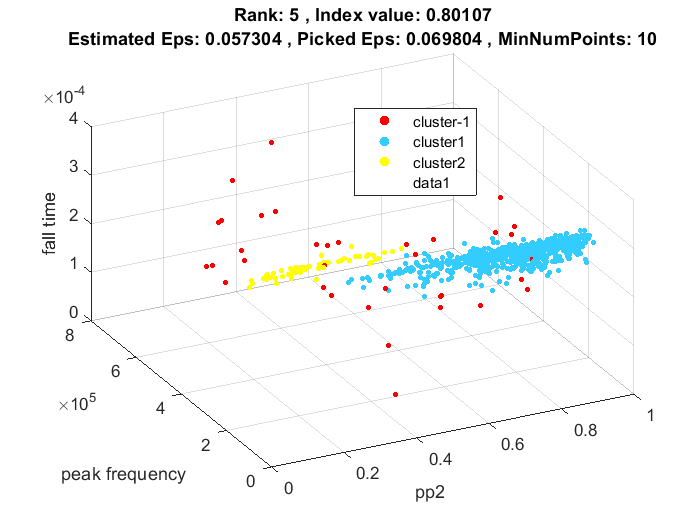 Rank: 5 , Index value: 0.80107
Estimated Eps: 0.057304 , Picked Eps: 0.069804 , MinNumPoints: 10
×10^-4
4
3
2
1
0
fall time
cluster-1
cluster1
cluster2
data1
8
6
4
2
0
×10^5
peak frequency
0
0.2
0.4
0.6
0.8
1
pp2